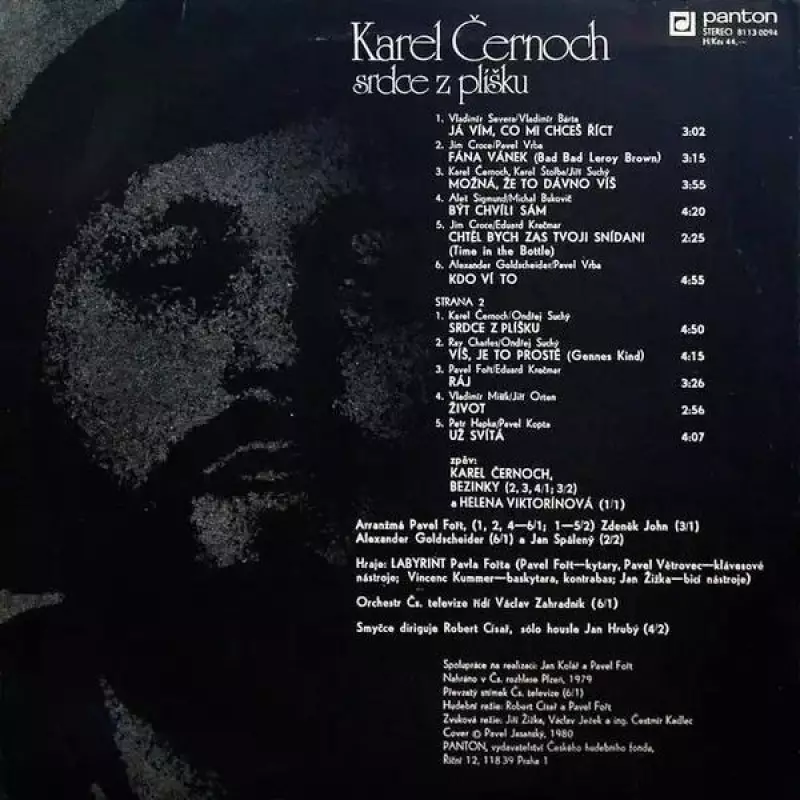 panton
STEREO 8113 0094
H/Kčs 44,—
Karel Černoch
srdce z plíšku
1. Vladimír Severa/Vladimír Bárta
JÁ VÍM, CO MI CHCEŠ ŘÍCT 3:02
2. Jim Croce/Pavel Vrba
FÁNA VÁNEK (Bad Bad Leroy Brown) 3:15
3. Karel Černoch, Karel Štolba/Jiří Suchý
MOŽNÁ, ŽE TO DÁVNO VÍŠ 3:55
4. Aleš Sigmund/Michal Bukovič
BÝT CHVÍLI SÁM 4:20
5. Jim Croce/Eduard Krečmar
CHTĚL BYCH ZAS TVOJI SNÍDANI 2:25
(Time in the Bottle)
6. Alexander Goldscheider/Pavel Vrba
KDO VÍ TO 4:55
STRANA 2
1. Karel Černoch/Ondřej Suchý
SRDCE Z PLÍŠKU 4:50
2. Ray Charles/Ondřej Suchý
VÍŠ, JE TO PROSTĚ (Gennes Kind) 4:15
3. Pavel Fořt/Eduard Krečmar
RÁJ 3:26
4. Vladimír Mišík/Jiří Orten
ŽIVOT 2:56
5. Petr Hapka/Pavel Kopta
UŽ SVÍTÁ 4:07
zpěv:
KAREL ČERNOCH,
BEZINKY (2, 3, 4/1; 3/2)
a HELENA VIKTORÍNOVÁ (1/1)
Arranžmá Pavel Fořt, (1, 2, 4—6/1; 1—5/2) Zdeněk John (3/1)
Alexander Goldscheider (6/1) a Jan Spálený (2/2)
Hraje: LABYRINT Pavla Fořta (Pavel Fořt—kytary, Pavel Větrovec—klávesové
nástroje; Vincenc Kummer—baskytara, kontrabas; Jan Žižka—bicí nástroje)
Orchestr Čs. televize řídí Václav Zahradník (6/1)
Smyčce diriguje Robert Císař, sólo housle Jan Hrubý (4/2)
Spolupráce na realizaci: Jan Kolář a Pavel Fořt
Nahráno v Čs. rozhlase Plzeň, 1979
Převzatý snímek Čs. televize (6/1)
Hudební režie: Robert Císař a Pavel Fořt
Zvuková režie: Jiří Žižka, Václav Ježek a ing. Čestmír Kadlec
Cover © Pavel Jasanský, 1980
PANTON, vydavatelství Českého hudebního fondu,
Říční 12, 118 39 Praha 1